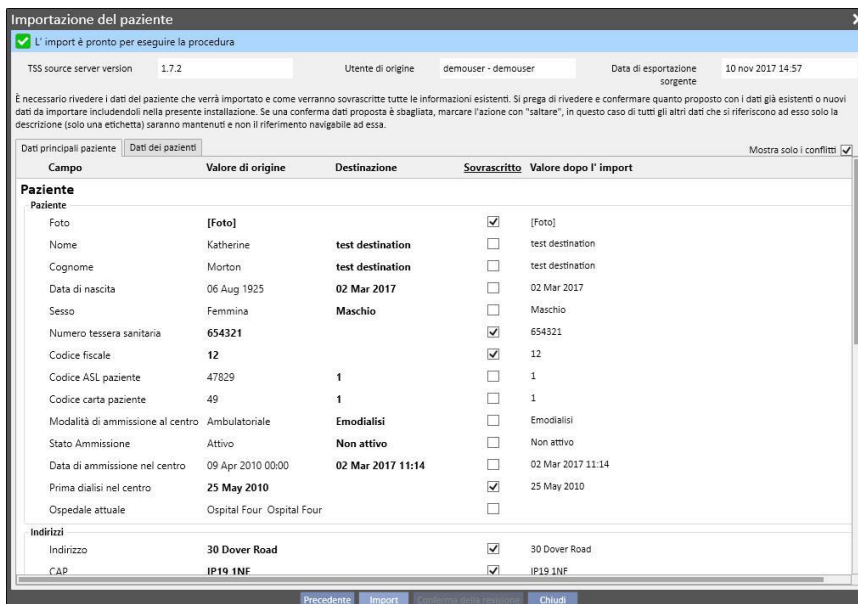 Importazione del paziente
L' import è pronto per eseguire la procedura
TSS source server version 1.7.2 Utente di origine demouser - demouser Data di esportazione sorgente 10 nov 2017 14:57
È necessario rivedere i dati del paziente che verrà importato e come verranno sovrascritte tutte le informazioni esistenti. Si prega di rivedere e confermare quanto proposto con i dati già esistenti o nuovi
dati da importare includendoli nella presente installazione. Se una conferma dati proposta è sbagliata, marcare l'azione con "saltare", in questo caso di tutti gli altri dati che si riferiscono ad esso solo la
descrizione (solo una etichetta) saranno mantenuti e non il riferimento navigabile ad essa.
Dati principali paziente Dati dei pazienti Mostra solo i conflitti
Campo Valore di origine Destinazione Sovrascritto Valore dopo l' import
Paziente
Paziente
Foto [Foto] [Foto]
Nome Katherine test destination test destination
Cognome Morton test destination test destination
Data di nascita 06 Aug 1925 02 Mar 2017 02 Mar 2017
Sesso Femmina Maschio Maschio
Numero tessera sanitaria 654321 654321
Codice fiscale 12 12
Codice ASL paziente 47829 1 1
Codice carta paziente 49 1 1
Modalità di ammissione al centro Ambulatoriale Emodialisi Emodialisi
Stato Ammissione Attivo Non attivo Non attivo
Data di ammissione nel centro 09 Apr 2010 00:00 02 Mar 2017 11:14 02 Mar 2017 11:14
Prima dialisi nel centro 25 May 2010 25 May 2010
Ospedale attuale Ospital Four Ospital Four
Indirizzi
Indirizzo 30 Dover Road 30 Dover Road
CAP IP19 1NF IP19 1NF
Precedente Import Conferma della revisione Chiudi